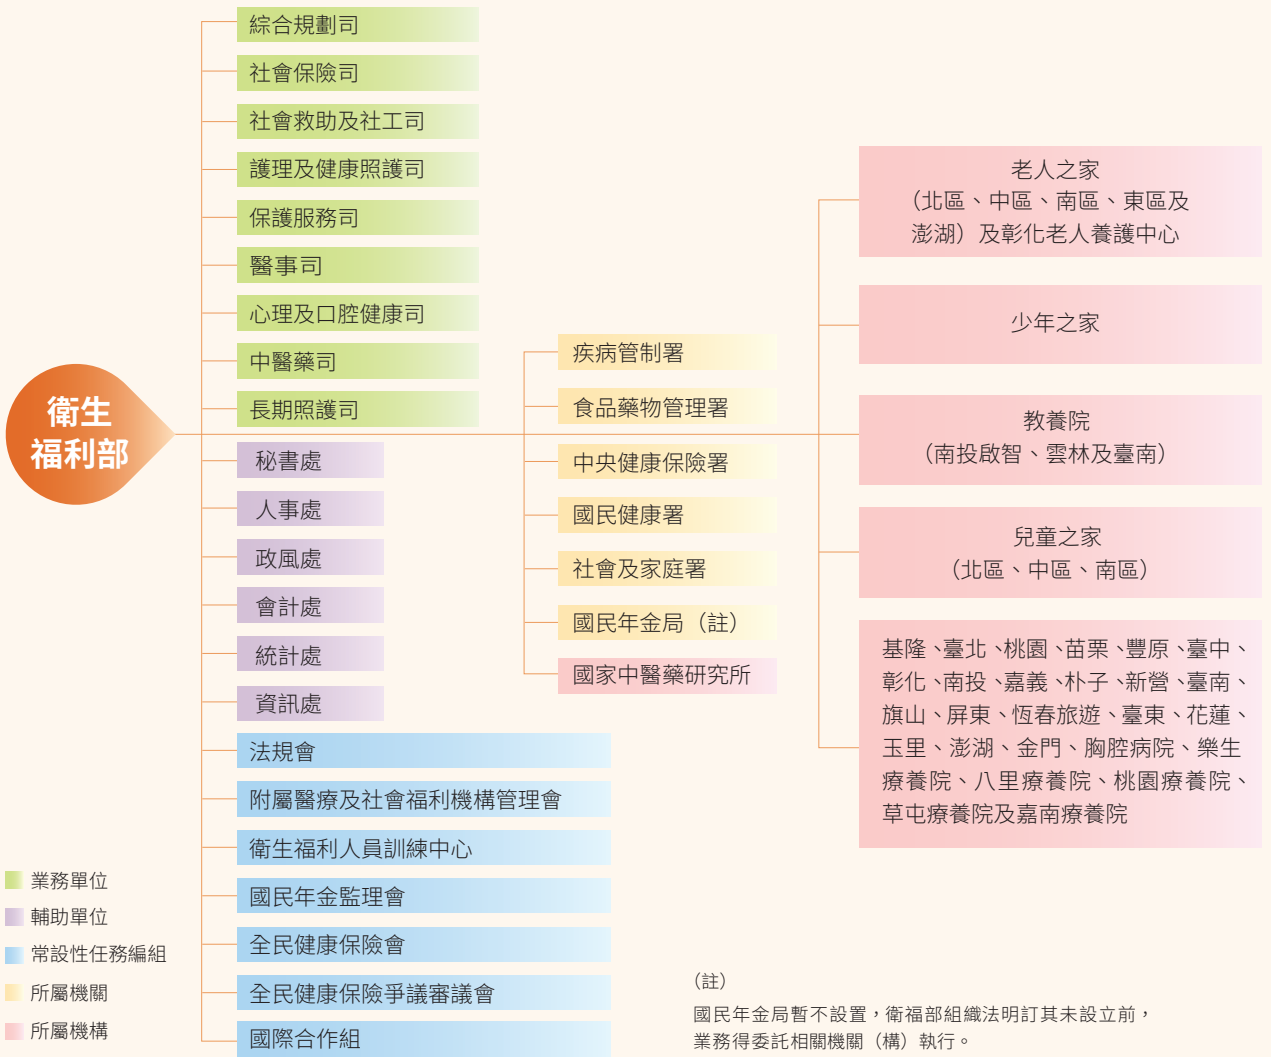 衛生
福利部
綜合規劃司
社會保險司
社會救助及社工司
護理及健康照護司
保護服務司
醫事司
心理及口腔健康司
中醫藥司
長期照護司
秘書處
人事處
政風處
會計處
統計處
資訊處
法規會
附屬醫療及社會福利機構管理會
衛生福利人員訓練中心
國民年金監理會
全民健康保險會
全民健康保險爭議審議會
國際合作組
疾病管制署
食品藥物管理署
中央健康保險署
國民健康署
社會及家庭署
國民年金局（註）
國家中醫藥研究所
老人之家
（北區、中區、南區、東區及
澎湖）及彰化老人養護中心
少年之家
教養院
（南投啟智、雲林及臺南）
兒童之家
（北區、中區、南區）
基隆、臺北、桃園、苗栗、豐原、臺中、
彰化、南投、嘉義、朴子、新營、臺南、
旗山、屏東、恆春旅遊、臺東、花蓮、
玉里、澎湖、金門、胸腔病院、樂生
療養院、八里療養院、桃園療養院、
草屯療養院及嘉南療養院
業務單位
輔助單位
常設性任務編組
所屬機關
所屬機構
（註）
國民年金局暫不設置，衛福部組織法明訂其未設立前，
業務得委託相關機關（構）執行。